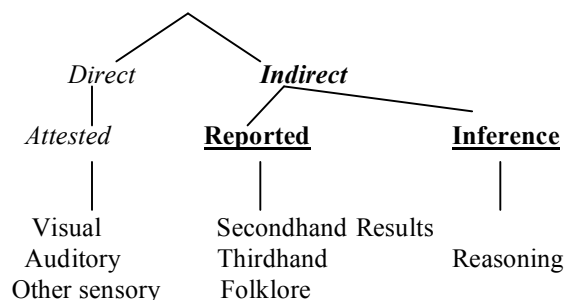 Direct Indirect
Attested Reported Inference
Visual Secondhand Results
Auditory Thirdhand Reasoning
Other sensory Folklore